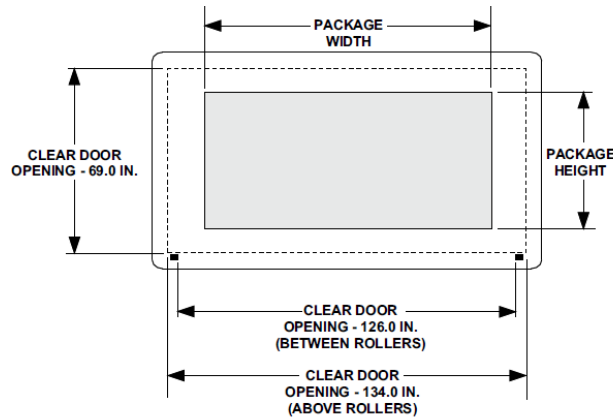 PACKAGE
WIDTH
CLEAR DOOR
OPENING - 69.0 IN.
PACKAGE
HEIGHT
CLEAR DOOR
OPENING - 126.0 IN.
(BETWEEN ROLLERS)
CLEAR DOOR
OPENING - 134.0 IN.
(ABOVE ROLLERS)